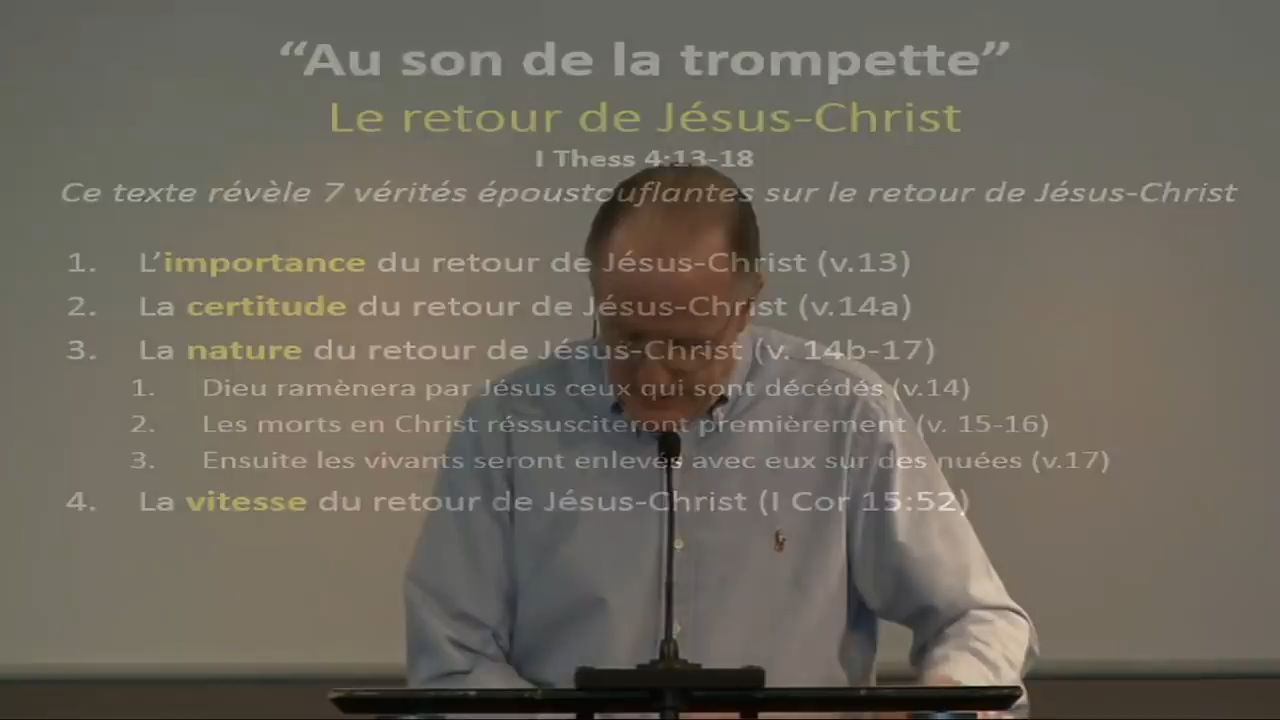 “Au son de la trompette”
Le retour de Jésus-Christ
I Thess 4:13-18
Ce texte révèle 7 vérités époustouflantes sur le retour de Jésus-Christ
1. L’importance du retour de Jésus-Christ (v.13)
2. La certitude du retour de Jésus-Christ (v.14a)
3. La nature du retour de Jésus-Christ (v. 14b-17)
1. Dieu ramènera par Jésus ceux qui sont décédés (v.14)
2. Les morts en Christ réssusciteront premièrement (v. 15-16)
3. Ensuite les vivants seront enlevés avec eux sur des nuées (v.17)
4. La vitesse du retour de Jésus-Christ (I Cor 15:52)